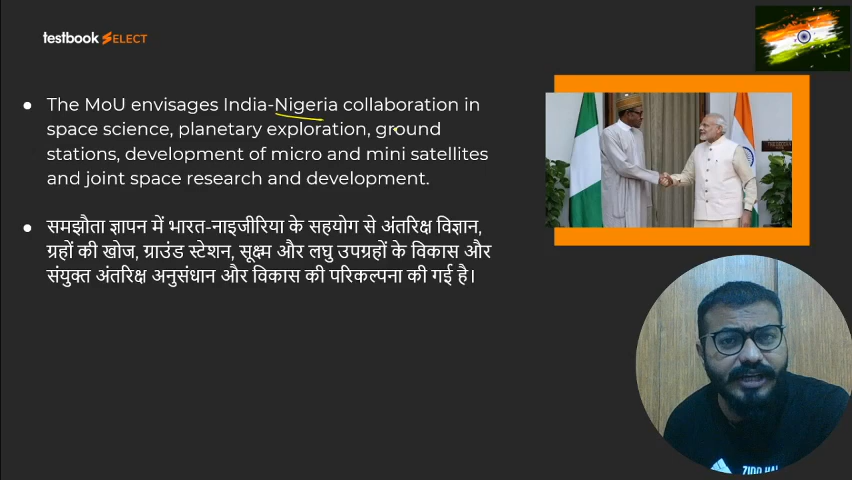 testbook SELECT
The MoU envisages India-Nigeria collaboration in
space science, planetary exploration, ground
stations, development of micro and mini satellites
and joint space research and development.
समझौता ज्ञापन में भारत-नाइजीरिया के सहयोग से अंतरिक्ष विज्ञान,
ग्रहों की खोज, ग्राउंड स्टेशन, सूक्ष्म और लघु उपग्रहों के विकास और
संयुक्त अंतरिक्ष अनुसंधान और विकास की परिकल्पना की गई है।